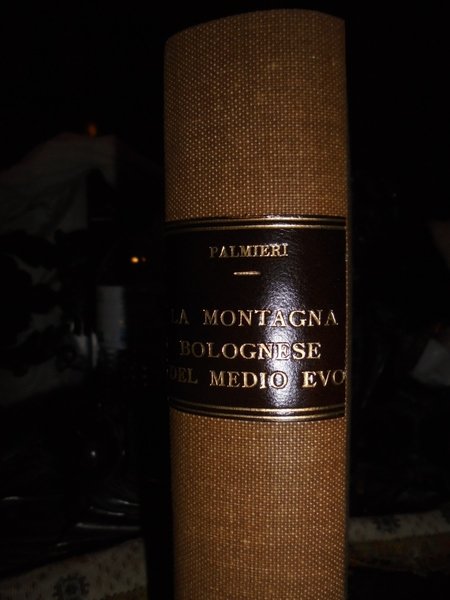 PALMIERI
LA MONTAGNA
BOLOGNESE
DEL MEDIO EVO